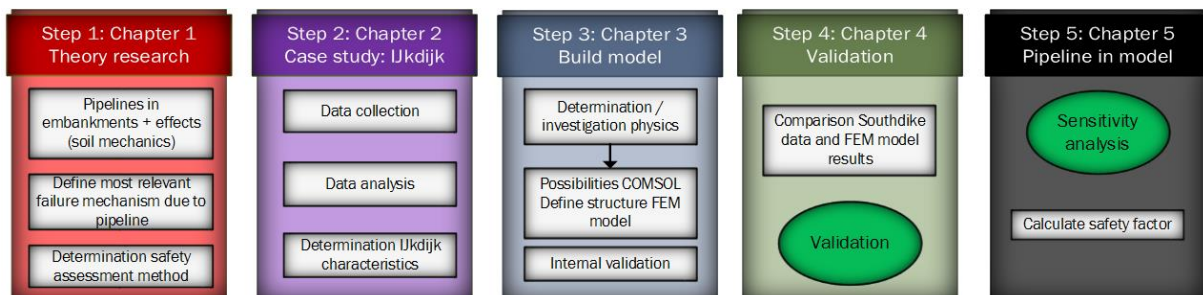 Step 1: Chapter 1
Theory research
Pipelines in
embankments + effects
(soil mechanics)
Define most relevant
failure mechanism due to
pipeline
Determination safety
assessment method
Step 2: Chapter 2
Case study: IJkdijk
Data collection
Data analysis
Determination IJkdijk
characteristics
Step 3: Chapter 3
Build model
Determination /
investigation physics
Possibilities COMSOL
Define structure FEM
model
Internal validation
Step 4: Chapter 4
Validation
Comparison Southdike
data and FEM model
results
Validation
Step 5: Chapter 5
Pipeline in model
Sensitivity
analysis
Calculate safety factor